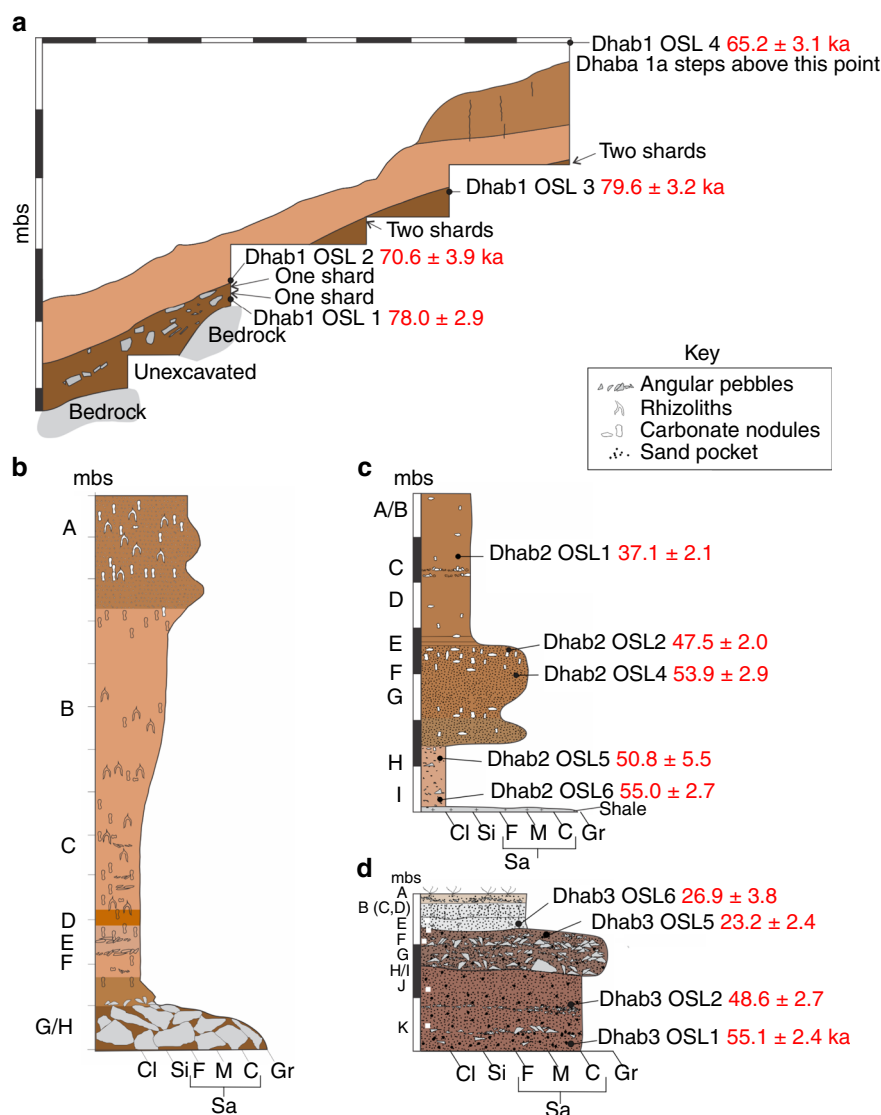 a
Dhab1 OSL 4 65.2 ± 3.1 ka
Dhaba 1a steps above this point
Two shards
Dhab1 OSL 3 79.6 ± 3.2 ka
mbs
Two shards
Dhab1 OSL 2 70.6 ± 3.9 ka
One shard
One shard
Dhab1 OSL 1 78.0 ± 2.9
Bedrock
Unexcavated
Bedrock
Key
Angular pebbles
Rhizoliths
Carbonate nodules
Sand pocket
b
mbs
A
B
C
D
E
F
G/H
Cl Si F M C Gr
Sa
c
mbs
A/B
Dhab2 OSL1 37.1 ± 2.1
C
D
E
Dhab2 OSL2 47.5 ± 2.0
F
Dhab2 OSL4 53.9 ± 2.9
G
H
Dhab2 OSL5 50.8 ± 5.5
I
Dhab2 OSL6 55.0 ± 2.7
Shale
Cl Si F M C Gr
Sa
d
mbs
A
Dhab3 OSL6 26.9 ± 3.8
B (C,D)
E
Dhab3 OSL5 23.2 ± 2.4
F
G
H/I
J
Dhab3 OSL2 48.6 ± 2.7
K
Dhab3 OSL1 55.1 ± 2.4 ka
Cl Si F M C Gr
Sa